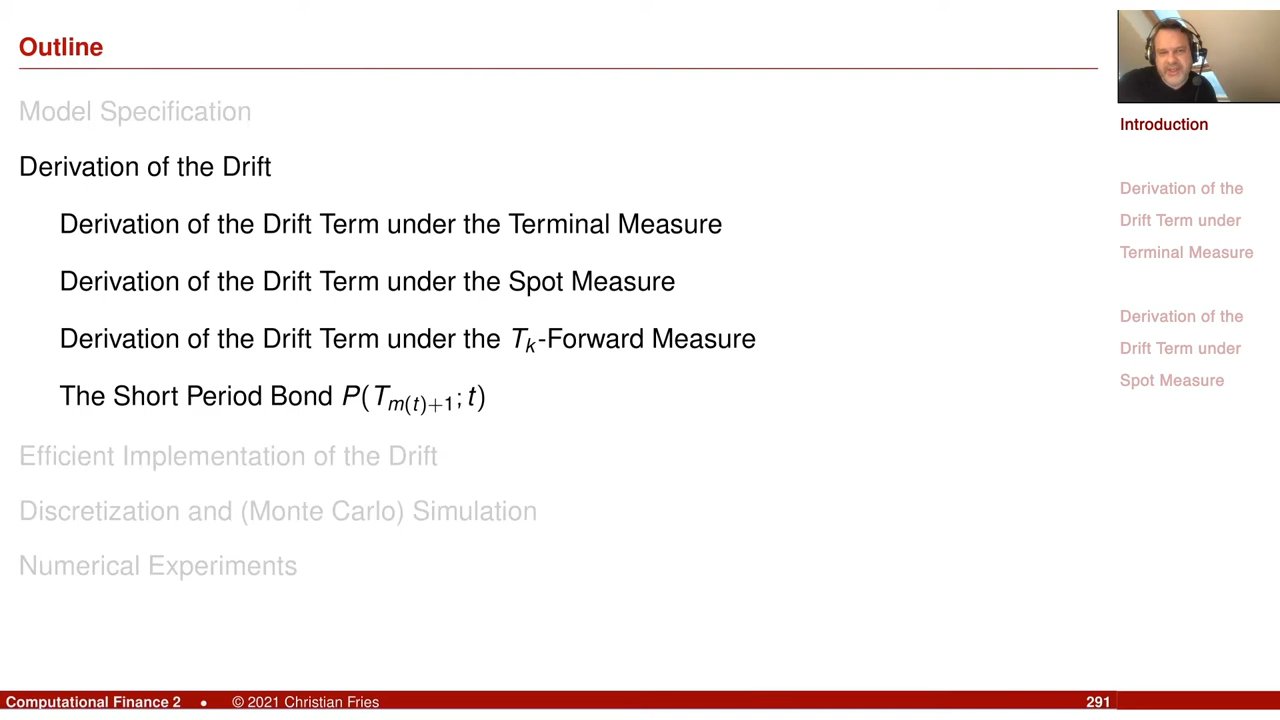 Outline
Model Specification
Derivation of the Drift
Derivation of the Drift Term under the Terminal Measure
Derivation of the Drift Term under the Spot Measure
Derivation of the Drift Term under the T_k-Forward Measure
The Short Period Bond P(T_{m(t)+1}; t)
Efficient Implementation of the Drift
Discretization and (Monte Carlo) Simulation
Numerical Experiments
Introduction
Derivation of the
Drift Term under
Terminal Measure
Derivation of the
Drift Term under
Spot Measure
Computational Finance 2 • © 2021 Christian Fries 291